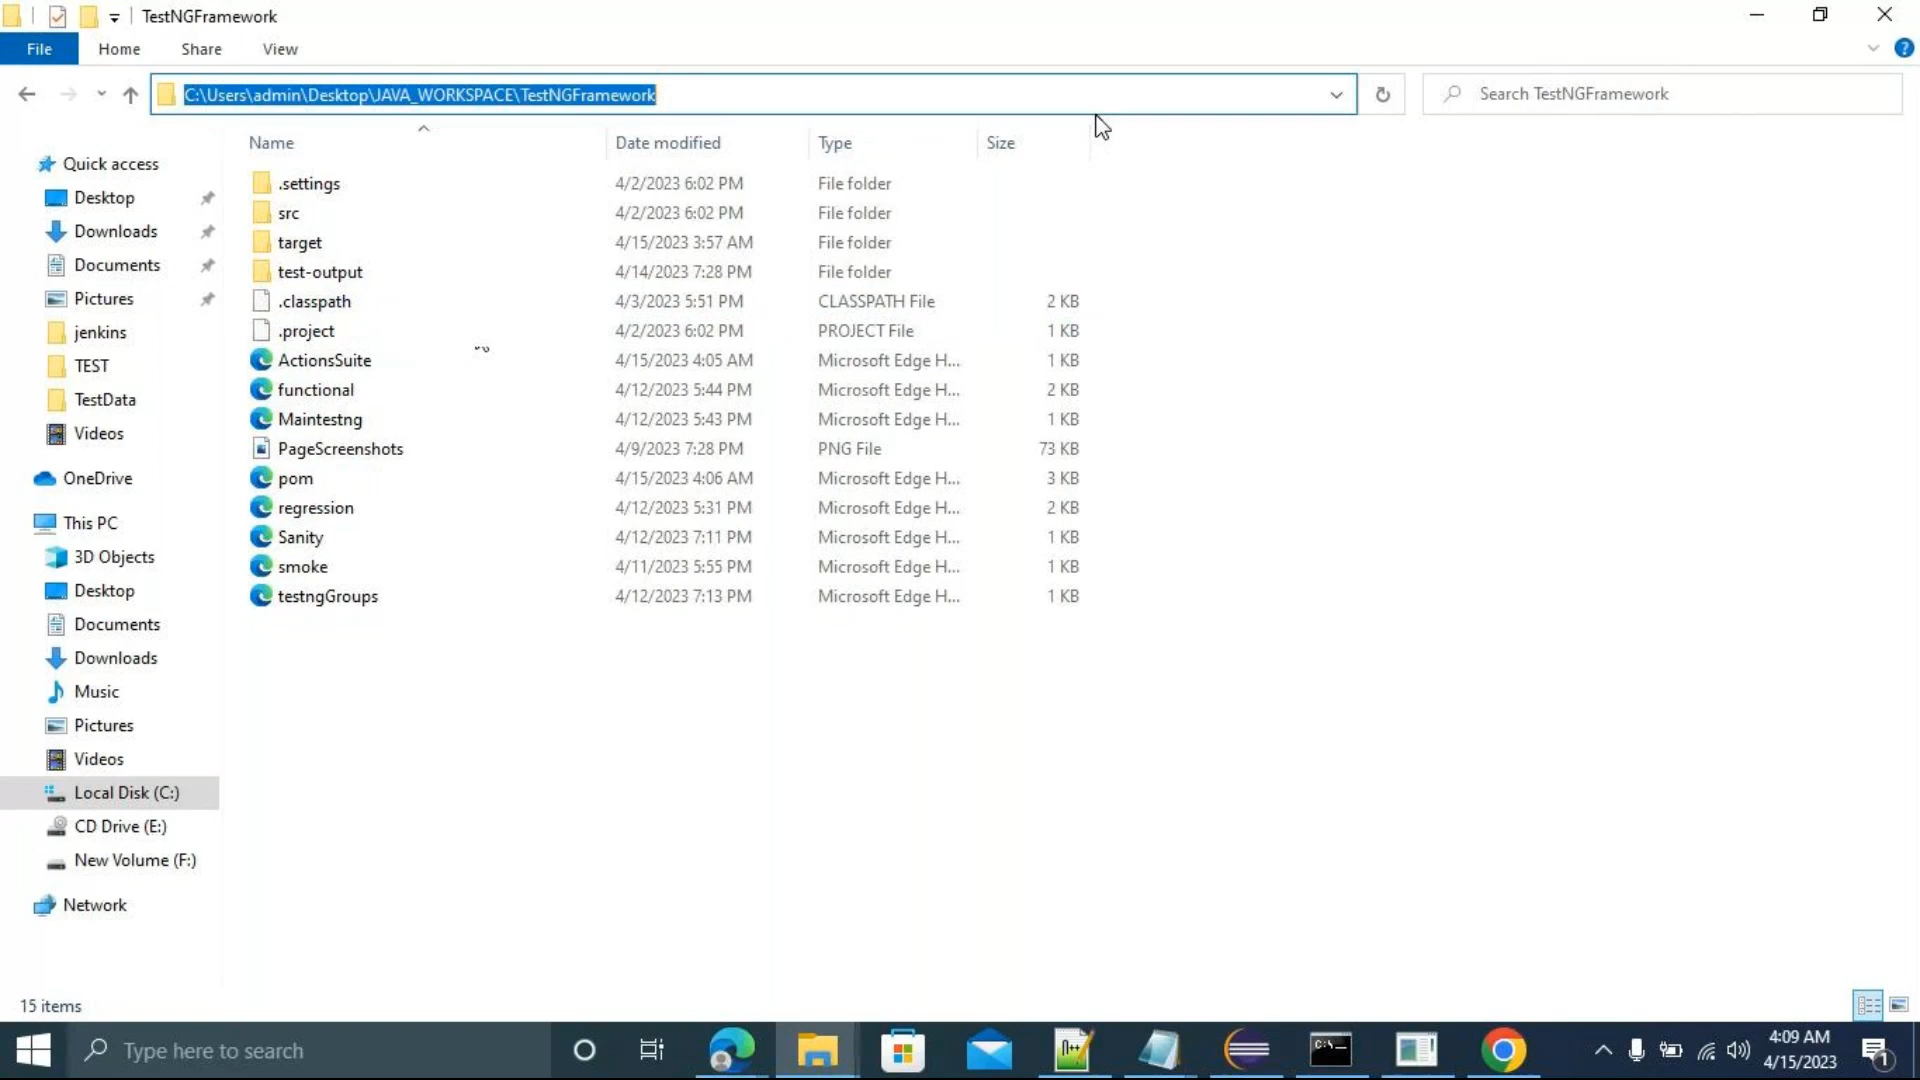 TestNGFramework
File Home Share View
C:\Users\admin\Desktop\JAVA_WORKSPACE\TestNGFramework
Search TestNGFramework
Name Date modified Type Size
Quick access
Desktop
Downloads
Documents
Pictures
jenkins
TEST
TestData
Videos
OneDrive
This PC
3D Objects
Desktop
Documents
Downloads
Music
Pictures
Videos
Local Disk (C:)
CD Drive (E:)
New Volume (F:)
Network
.settings 4/2/2023 6:02 PM File folder
src 4/2/2023 6:02 PM File folder
target 4/15/2023 3:57 AM File folder
test-output 4/14/2023 7:28 PM File folder
.classpath 4/3/2023 5:51 PM CLASSPATH File 2 KB
.project 4/2/2023 6:02 PM PROJECT File 1 KB
ActionsSuite 4/15/2023 4:05 AM Microsoft Edge H... 1 KB
functional 4/12/2023 5:44 PM Microsoft Edge H... 2 KB
Maintestng 4/12/2023 5:43 PM Microsoft Edge H... 1 KB
PageScreenshots 4/9/2023 7:28 PM PNG File 73 KB
pom 4/15/2023 4:06 AM Microsoft Edge H... 3 KB
regression 4/12/2023 5:31 PM Microsoft Edge H... 2 KB
Sanity 4/12/2023 7:11 PM Microsoft Edge H... 1 KB
smoke 4/11/2023 5:55 PM Microsoft Edge H... 1 KB
testngGroups 4/12/2023 7:13 PM Microsoft Edge H... 1 KB
15 items
Type here to search
4:09 AM
4/15/2023
1